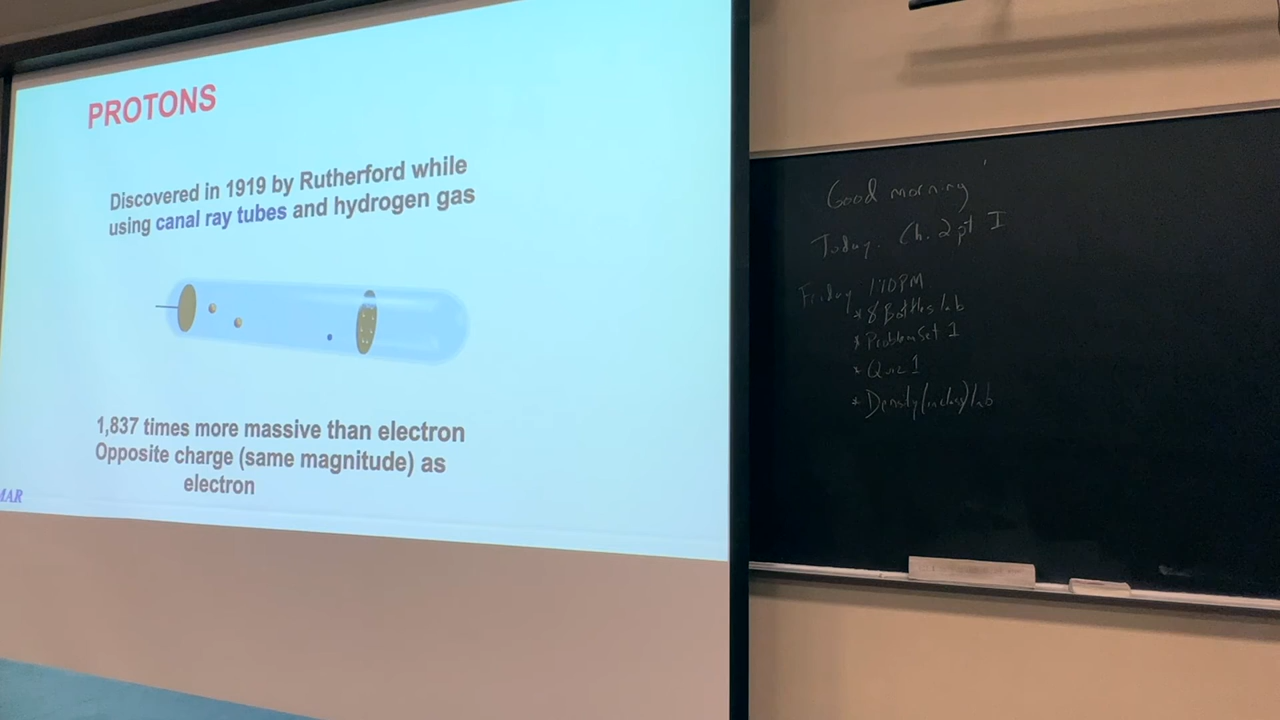 PROTONS
Discovered in 1919 by Rutherford while
using canal ray tubes and hydrogen gas
1,837 times more massive than electron
Opposite charge (same magnitude) as
electron
MAR
Good morning
Today. Ch. 2 pt I
Friday 1:10PM
* 8 Bottles lab
* Problem Set 1
* Quiz 1
* Density (inclass) lab